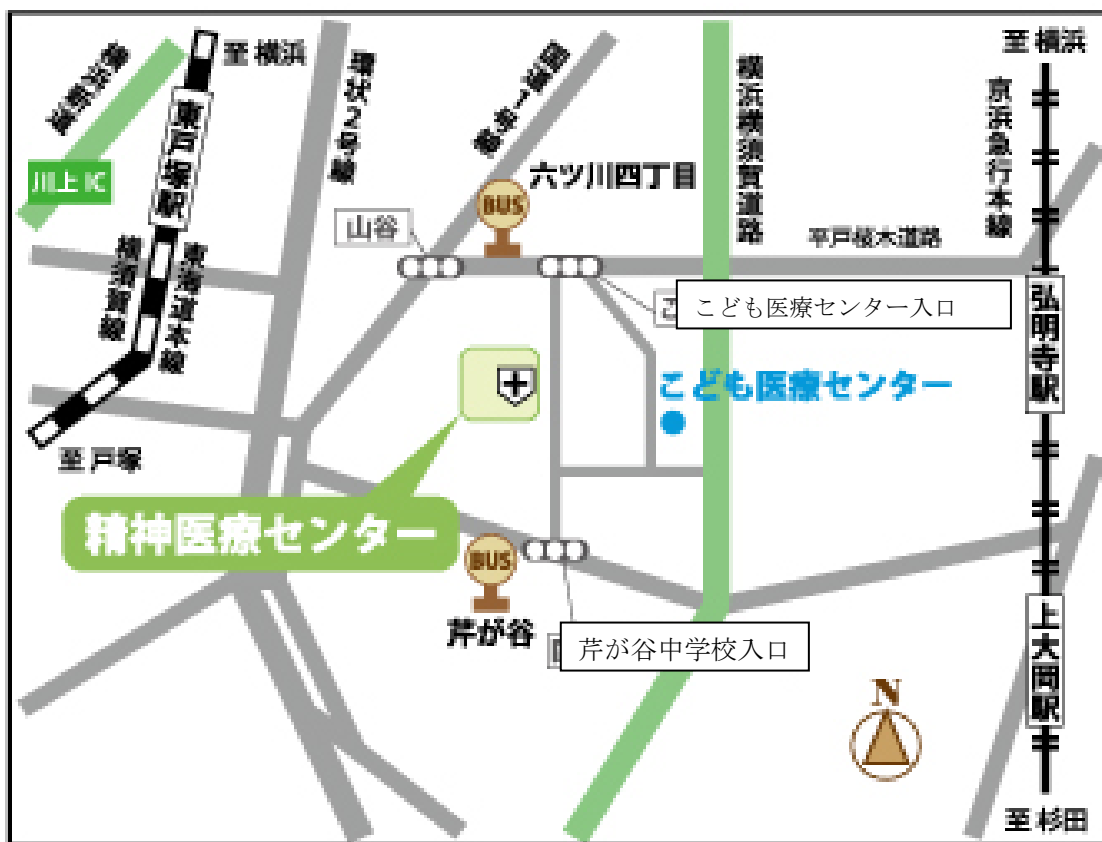 至 横浜
横浜新道
川上 IC
東戸塚駅
横須賀線
東海道本線
至 戸塚
環状2号線
国道1号線
山谷
BUS
六ツ川四丁目
横浜横須賀道路
平戸桜木道路
こども医療センター入口
こども医療センター
精神医療センター
BUS
芹が谷
芹が谷中学校入口
至 横浜
京浜急行本線
弘明寺駅
上大岡駅
N
至 杉田